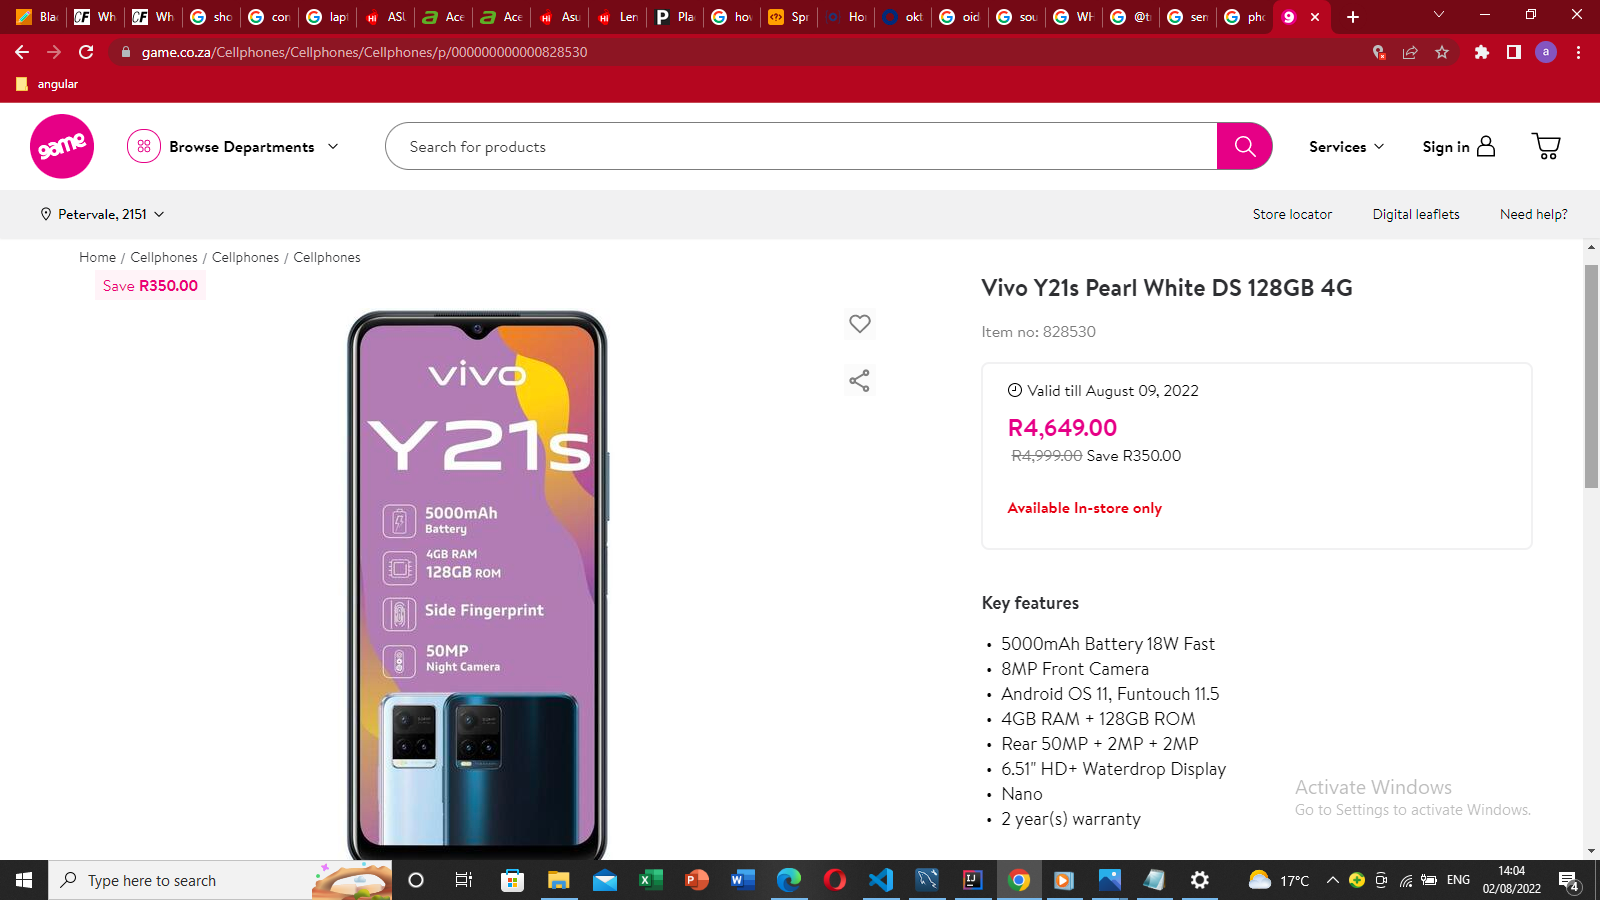 Bla
Wh
Wh
sho
con
lapt
ASU
Ace
Ace
Asu
Len
Pla
how
Spr
Hor
okt
oid
sou
WH
@tr
sen
pho
game.co.za/Cellphones/Cellphones/Cellphones/p/000000000000828530
a
angular
game
Browse Departments
Search for products
Services
Sign in
Petervale, 2151
Store locator
Digital leaflets
Need help?
Home / Cellphones / Cellphones / Cellphones
Save R350.00
vivo
Y21s
5000mAh
Battery
4GB RAM
128GB ROM
Side Fingerprint
50MP
Night Camera
Vivo Y21s Pearl White DS 128GB 4G
Item no: 828530
Valid till August 09, 2022
R4,649.00
R4,999.00 Save R350.00
Available In-store only
Key features
• 5000mAh Battery 18W Fast
• 8MP Front Camera
• Android OS 11, Funtouch 11.5
• 4GB RAM + 128GB ROM
• Rear 50MP + 2MP + 2MP
• 6.51" HD+ Waterdrop Display
• Nano
• 2 year(s) warranty
Activate Windows
Go to Settings to activate Windows.
Type here to search
17°C
ENG
14:04
02/08/2022
4